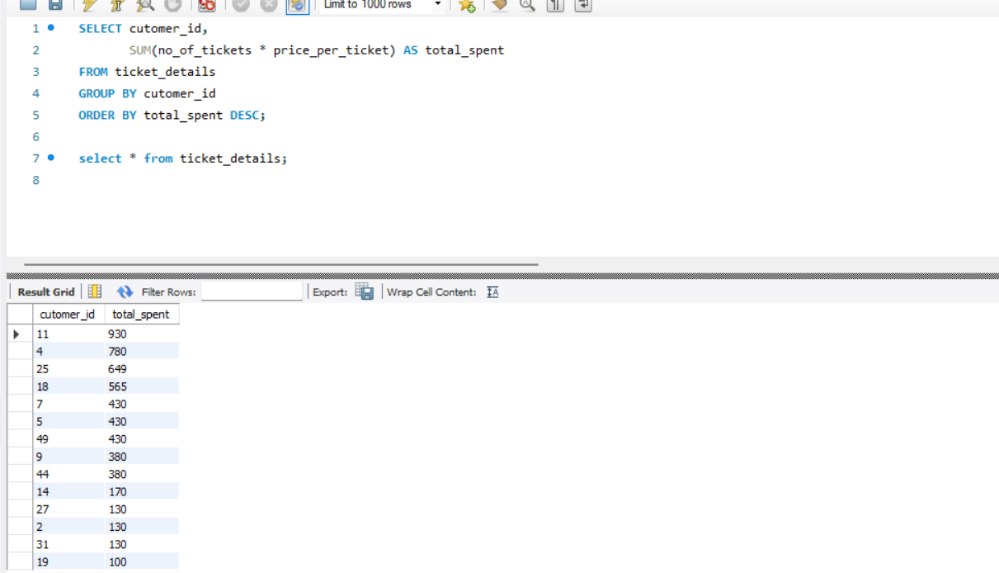 Limit to 1000 rows
1 SELECT cutomer_id,
2 SUM(no_of_tickets * price_per_ticket) AS total_spent
3 FROM ticket_details
4 GROUP BY cutomer_id
5 ORDER BY total_spent DESC;
6
7 select * from ticket_details;
8
Result Grid Filter Rows: Export: Wrap Cell Content: IA
cutomer_id total_spent
11 930
4 780
25 649
18 565
7 430
5 430
49 430
9 380
44 380
14 170
27 130
2 130
31 130
19 100